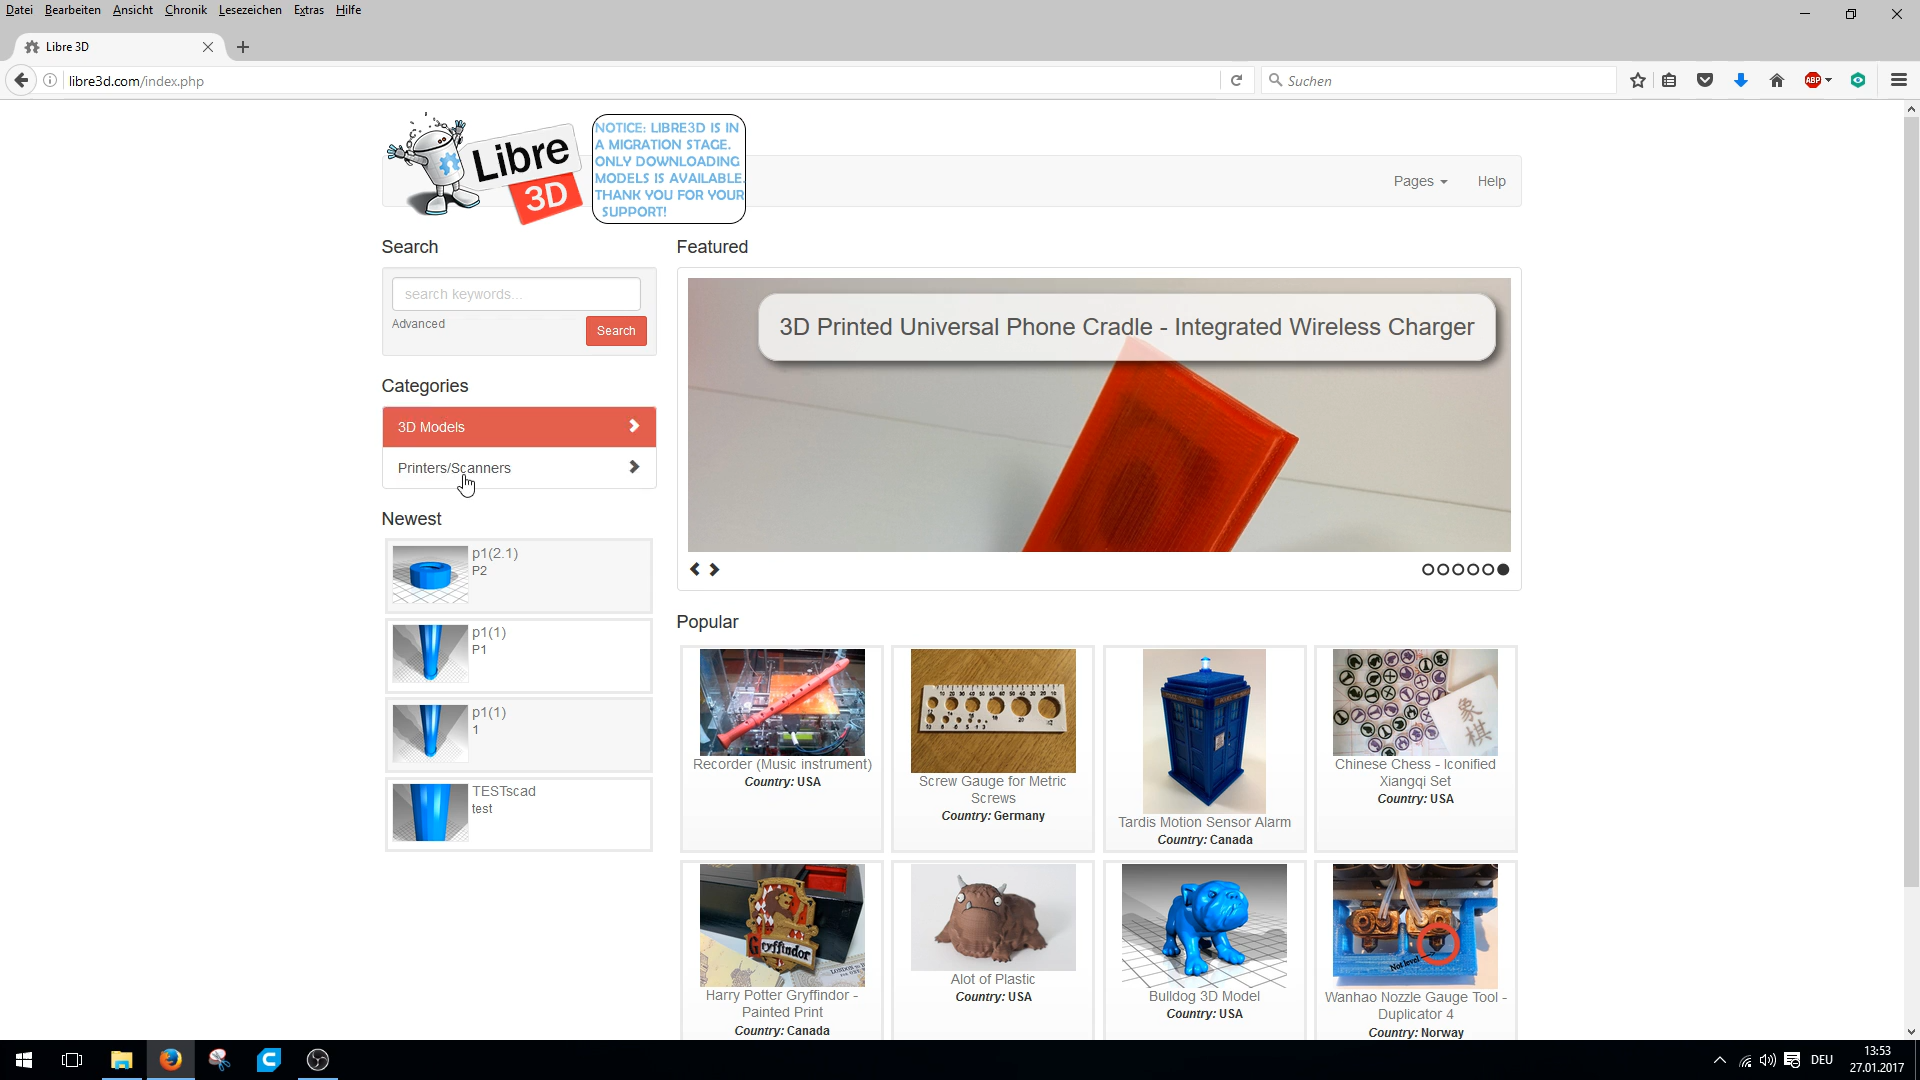 Datei Bearbeiten Ansicht Chronik Lesezeichen Extras Hilfe
Libre 3D
libre3d.com/index.php
Suchen
ABP
Libre
3D
NOTICE: LIBRE3D IS IN
A MIGRATION STAGE.
ONLY DOWNLOADING
MODELS IS AVAILABLE.
THANK YOU FOR YOUR
SUPPORT!
Pages
Help
Search
search keywords...
Advanced
Search
Categories
3D Models
Printers/Scanners
Newest
p1(2.1)
P2
p1(1)
P1
p1(1)
1
TESTscad
test
Featured
3D Printed Universal Phone Cradle - Integrated Wireless Charger
Popular
Recorder (Music instrument)
Country: USA
Screw Gauge for Metric
Screws
Country: Germany
Tardis Motion Sensor Alarm
Country: Canada
象
棋
Chinese Chess - Iconified
Xiangqi Set
Country: USA
Gryffindor
Harry Potter Gryffindor -
Painted Print
Country: Canada
Alot of Plastic
Country: USA
Bulldog 3D Model
Country: USA
Not level
Wanhao Nozzle Gauge Tool -
Duplicator 4
Country: Norway
DEU
13:53
27.01.2017